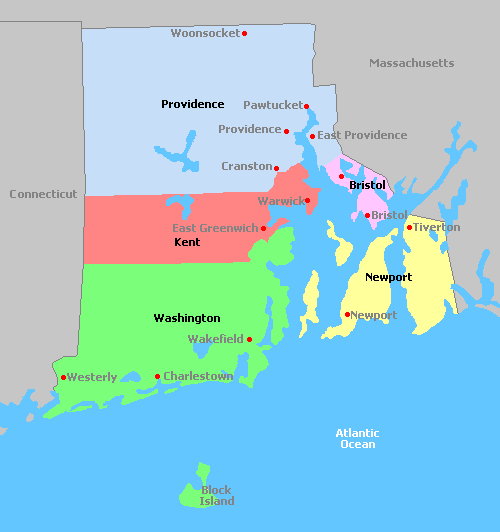 Woonsocket
Massachusetts
Providence
Pawtucket
Providence
East Providence
Cranston
Bristol
Connecticut
Warwick
Bristol
East Greenwich
Tiverton
Kent
Newport
Washington
Newport
Wakefield
Westerly
Charlestown
Atlantic
Ocean
Block
Island